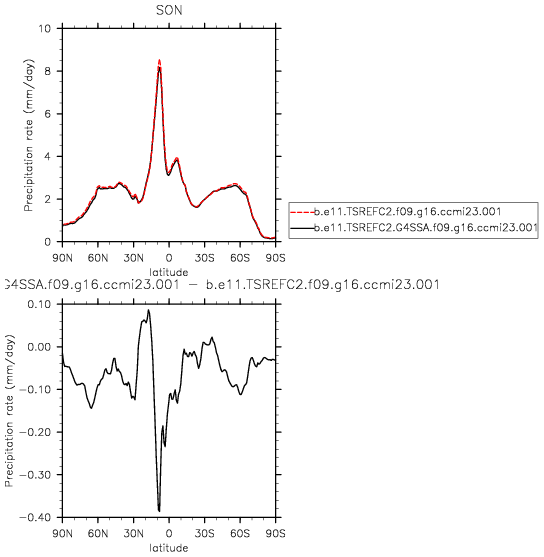 SON
10
8
6
4
2
0
Precipitation rate (mm/day)
90N 60N 30N 0 30S 60S 90S
latitude
b.e11.TSREFC2.f09.g16.ccmi23.001
b.e11.TSREFC2.G4SSA.f09.g16.ccmi23.001
G4SSA.f09.g16.ccmi23.001 − b.e11.TSREFC2.f09.g16.ccmi23.001
0.10
0.00
−0.10
−0.20
−0.30
−0.40
Precipitation rate (mm/day)
90N 60N 30N 0 30S 60S 90S
latitude